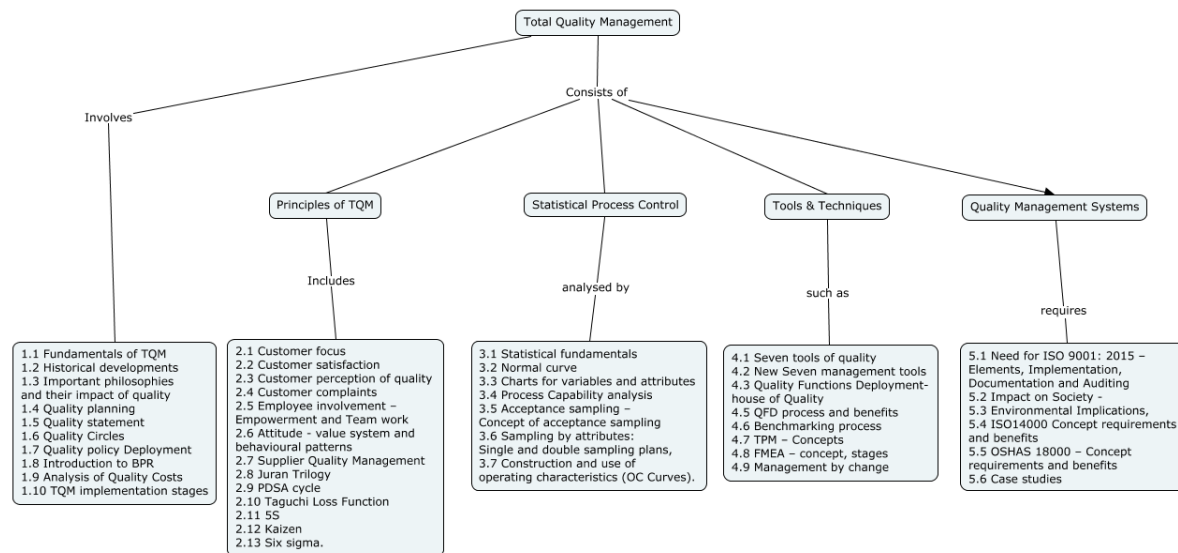 Total Quality Management
Involves
Consists of
Principles of TQM
Statistical Process Control
Tools & Techniques
Quality Management Systems
Includes
analysed by
such as
requires
1.1 Fundamentals of TQM
1.2 Historical developments
1.3 Important philosophies
and their impact of quality
1.4 Quality planning
1.5 Quality statement
1.6 Quality Circles
1.7 Quality policy Deployment
1.8 Introduction to BPR
1.9 Analysis of Quality Costs
1.10 TQM implementation stages
2.1 Customer focus
2.2 Customer satisfaction
2.3 Customer perception of quality
2.4 Customer complaints
2.5 Employee involvement –
Empowerment and Team work
2.6 Attitude - value system and
behavioural patterns
2.7 Supplier Quality Management
2.8 Juran Trilogy
2.9 PDSA cycle
2.10 Taguchi Loss Function
2.11 5S
2.12 Kaizen
2.13 Six sigma.
3.1 Statistical fundamentals
3.2 Normal curve
3.3 Charts for variables and attributes
3.4 Process Capability analysis
3.5 Acceptance sampling –
Concept of acceptance sampling
3.6 Sampling by attributes:
Single and double sampling plans,
3.7 Construction and use of
operating characteristics (OC Curves).
4.1 Seven tools of quality
4.2 New Seven management tools
4.3 Quality Functions Deployment-
house of Quality
4.5 QFD process and benefits
4.6 Benchmarking process
4.7 TPM – Concepts
4.8 FMEA – concept, stages
4.9 Management by change
5.1 Need for ISO 9001: 2015 –
Elements, Implementation,
Documentation and Auditing
5.2 Impact on Society -
5.3 Environmental Implications,
5.4 ISO14000 Concept requirements
and benefits
5.5 OSHAS 18000 – Concept
requirements and benefits
5.6 Case studies